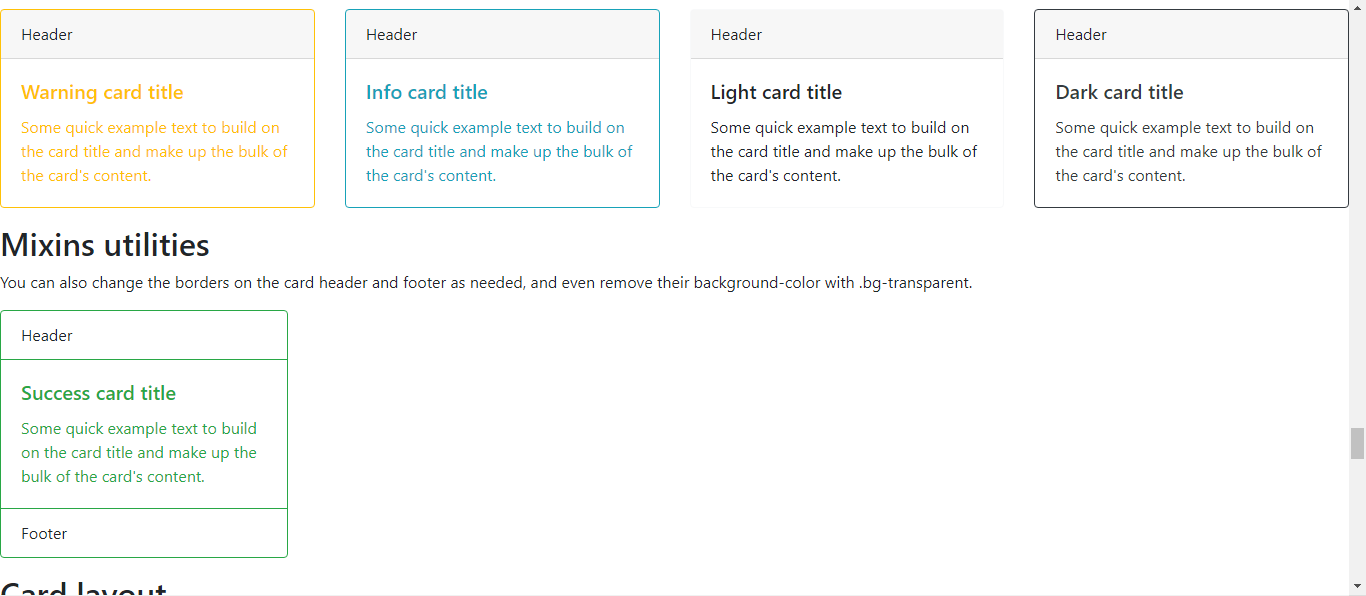 Header
Warning card title
Some quick example text to build on
the card title and make up the bulk of
the card's content.
Header
Info card title
Some quick example text to build on
the card title and make up the bulk of
the card's content.
Header
Light card title
Some quick example text to build on
the card title and make up the bulk of
the card's content.
Header
Dark card title
Some quick example text to build on
the card title and make up the bulk of
the card's content.
Mixins utilities
You can also change the borders on the card header and footer as needed, and even remove their background-color with .bg-transparent.
Header
Success card title
Some quick example text to build
on the card title and make up the
bulk of the card's content.
Footer
Card layout